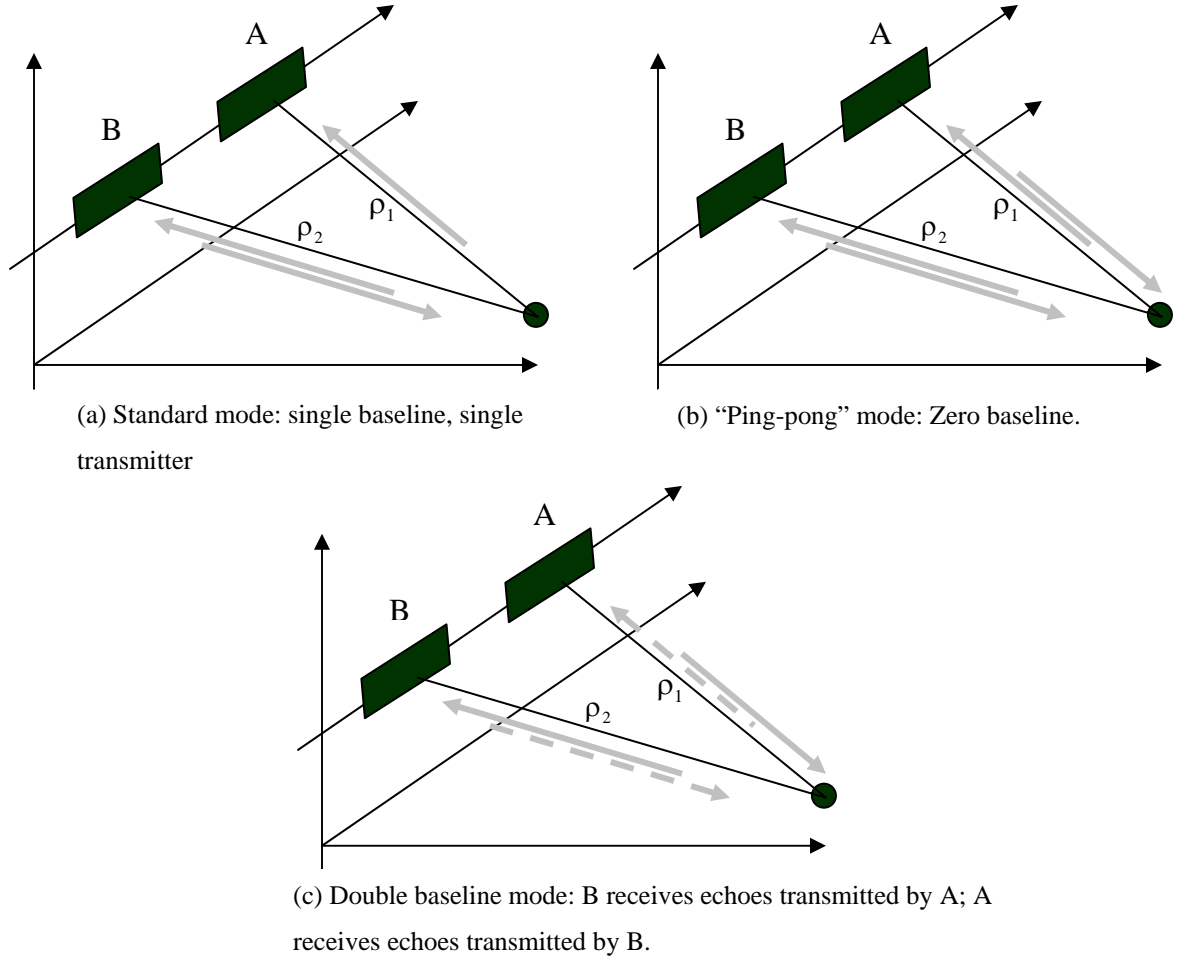 A
B
ρ1
ρ2
(a) Standard mode: single baseline, single
transmitter
A
B
ρ1
ρ2
(b) “Ping-pong” mode: Zero baseline.
A
B
ρ1
ρ2
(c) Double baseline mode: B receives echoes transmitted by A; A
receives echoes transmitted by B.